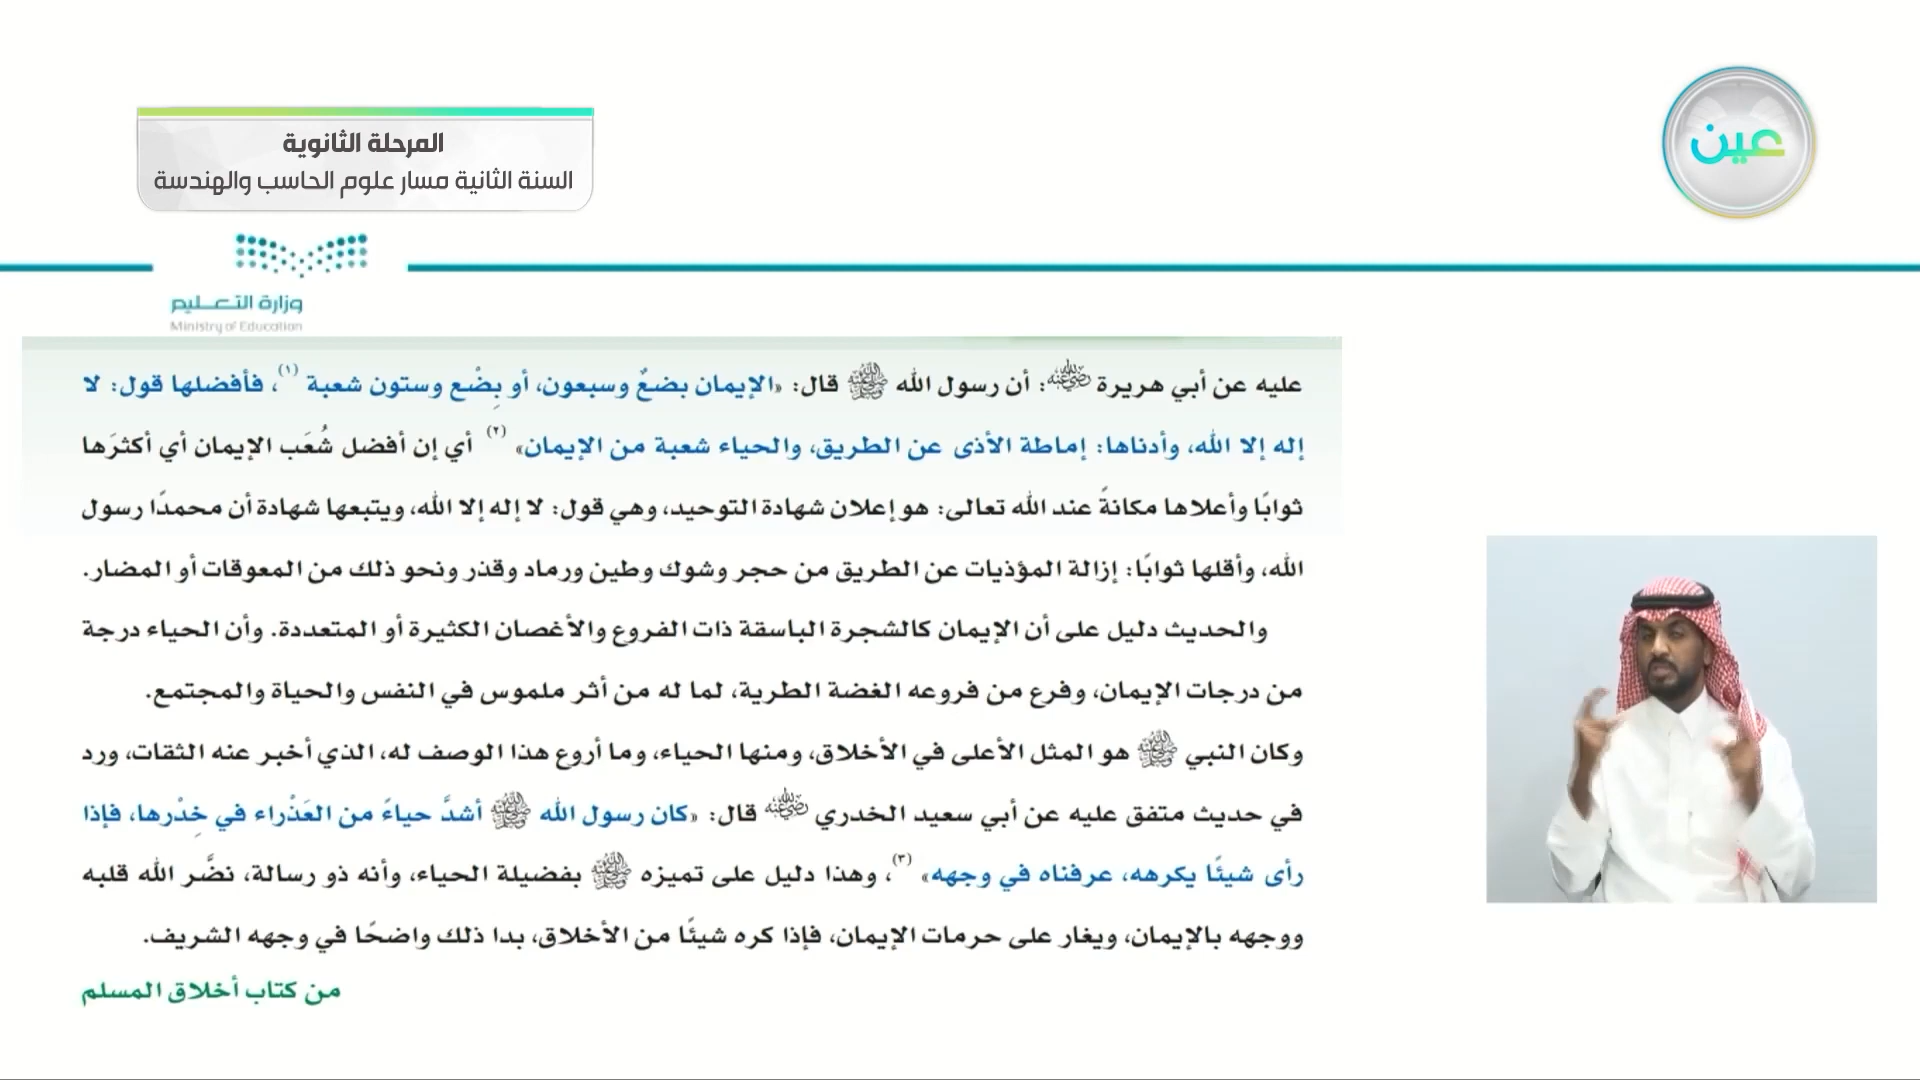 المرحلة الثانوية
السنة الثانية مسار علوم الحاسب والهندسة
عين
وزارة التعـليم
Ministry of Education
عليه عن أبي هريرة رضي الله عنه: أن رسول الله ﷺ قال: «الإيمان بضعٌ وسبعون، أو بِضْع وستون شعبة (١)، فأفضلها قول: لا
إله إلا الله، وأدناها: إماطة الأذى عن الطريق، والحياء شعبة من الإيمان» (٢) أي إن أفضل شُعَب الإيمان أي أكثرَها
ثوابًا وأعلاها مكانةً عند الله تعالى: هو إعلان شهادة التوحيد، وهي قول: لا إله إلا الله، ويتبعها شهادة أن محمدًا رسول
الله، وأقلها ثوابًا: إزالة المؤذيات عن الطريق من حجر وشوك وطين ورماد وقذر ونحو ذلك من المعوقات أو المضار.
والحديث دليل على أن الإيمان كالشجرة الباسقة ذات الفروع والأغصان الكثيرة أو المتعددة. وأن الحياء درجة
من درجات الإيمان، وفرع من فروعه الغضة الطرية، لما له من أثر ملموس في النفس والحياة والمجتمع.
وكان النبي ﷺ هو المثل الأعلى في الأخلاق، ومنها الحياء، وما أروع هذا الوصف له، الذي أخبر عنه الثقات، ورد
في حديث متفق عليه عن أبي سعيد الخدري رضي الله عنه قال: «كان رسول الله ﷺ أشدَّ حياءً من العَذْراء في خِدْرها، فإذا
رأى شيئًا يكرهه، عرفناه في وجهه» (٣)، وهذا دليل على تميزه ﷺ بفضيلة الحياء، وأنه ذو رسالة، نضَّر الله قلبه
ووجهه بالإيمان، ويغار على حرمات الإيمان، فإذا كره شيئًا من الأخلاق، بدا ذلك واضحًا في وجهه الشريف.
من كتاب أخلاق المسلم